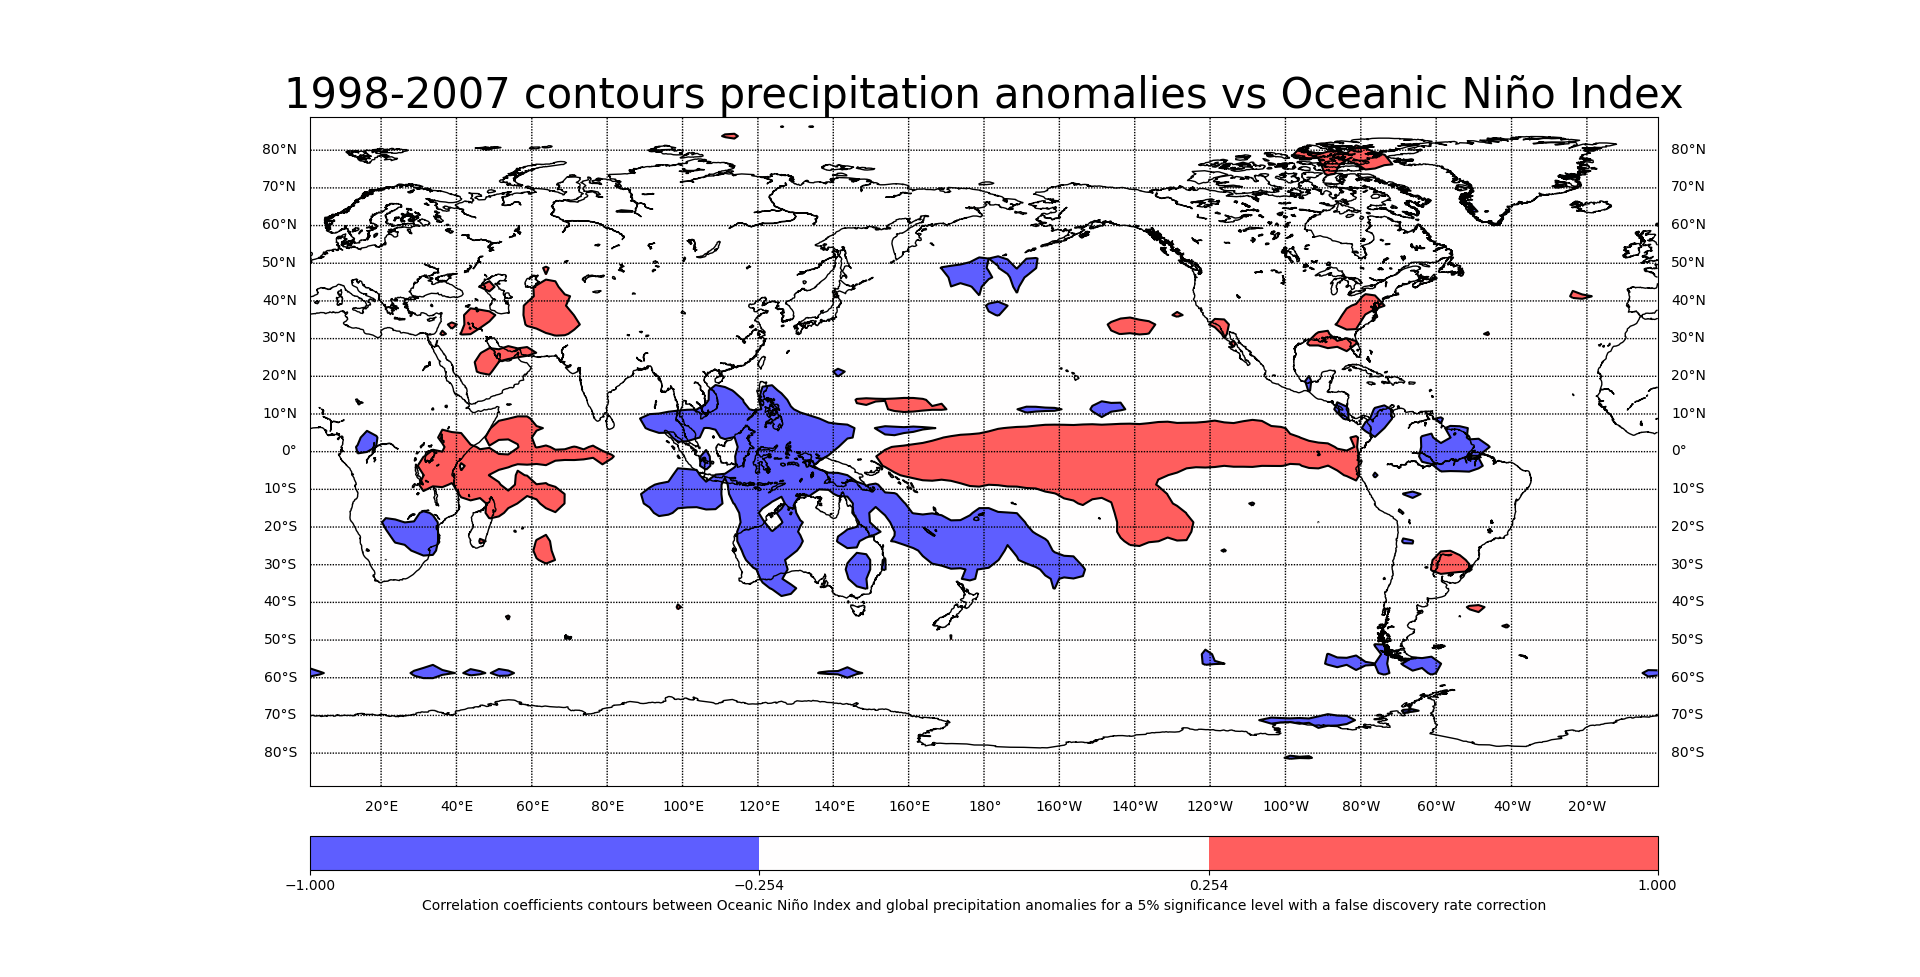 1998-2007 contours precipitation anomalies vs Oceanic Niño Index
80°N 80°N
70°N 70°N
60°N 60°N
50°N 50°N
40°N 40°N
30°N 30°N
20°N 20°N
10°N 10°N
0° 0°
10°S 10°S
20°S 20°S
30°S 30°S
40°S 40°S
50°S 50°S
60°S 60°S
70°S 70°S
80°S 80°S
20°E 40°E 60°E 80°E 100°E 120°E 140°E 160°E 180° 160°W 140°W 120°W 100°W 80°W 60°W 40°W 20°W
−1.000 −0.254 0.254 1.000
Correlation coefficients contours between Oceanic Niño Index and global precipitation anomalies for a 5% significance level with a false discovery rate correction